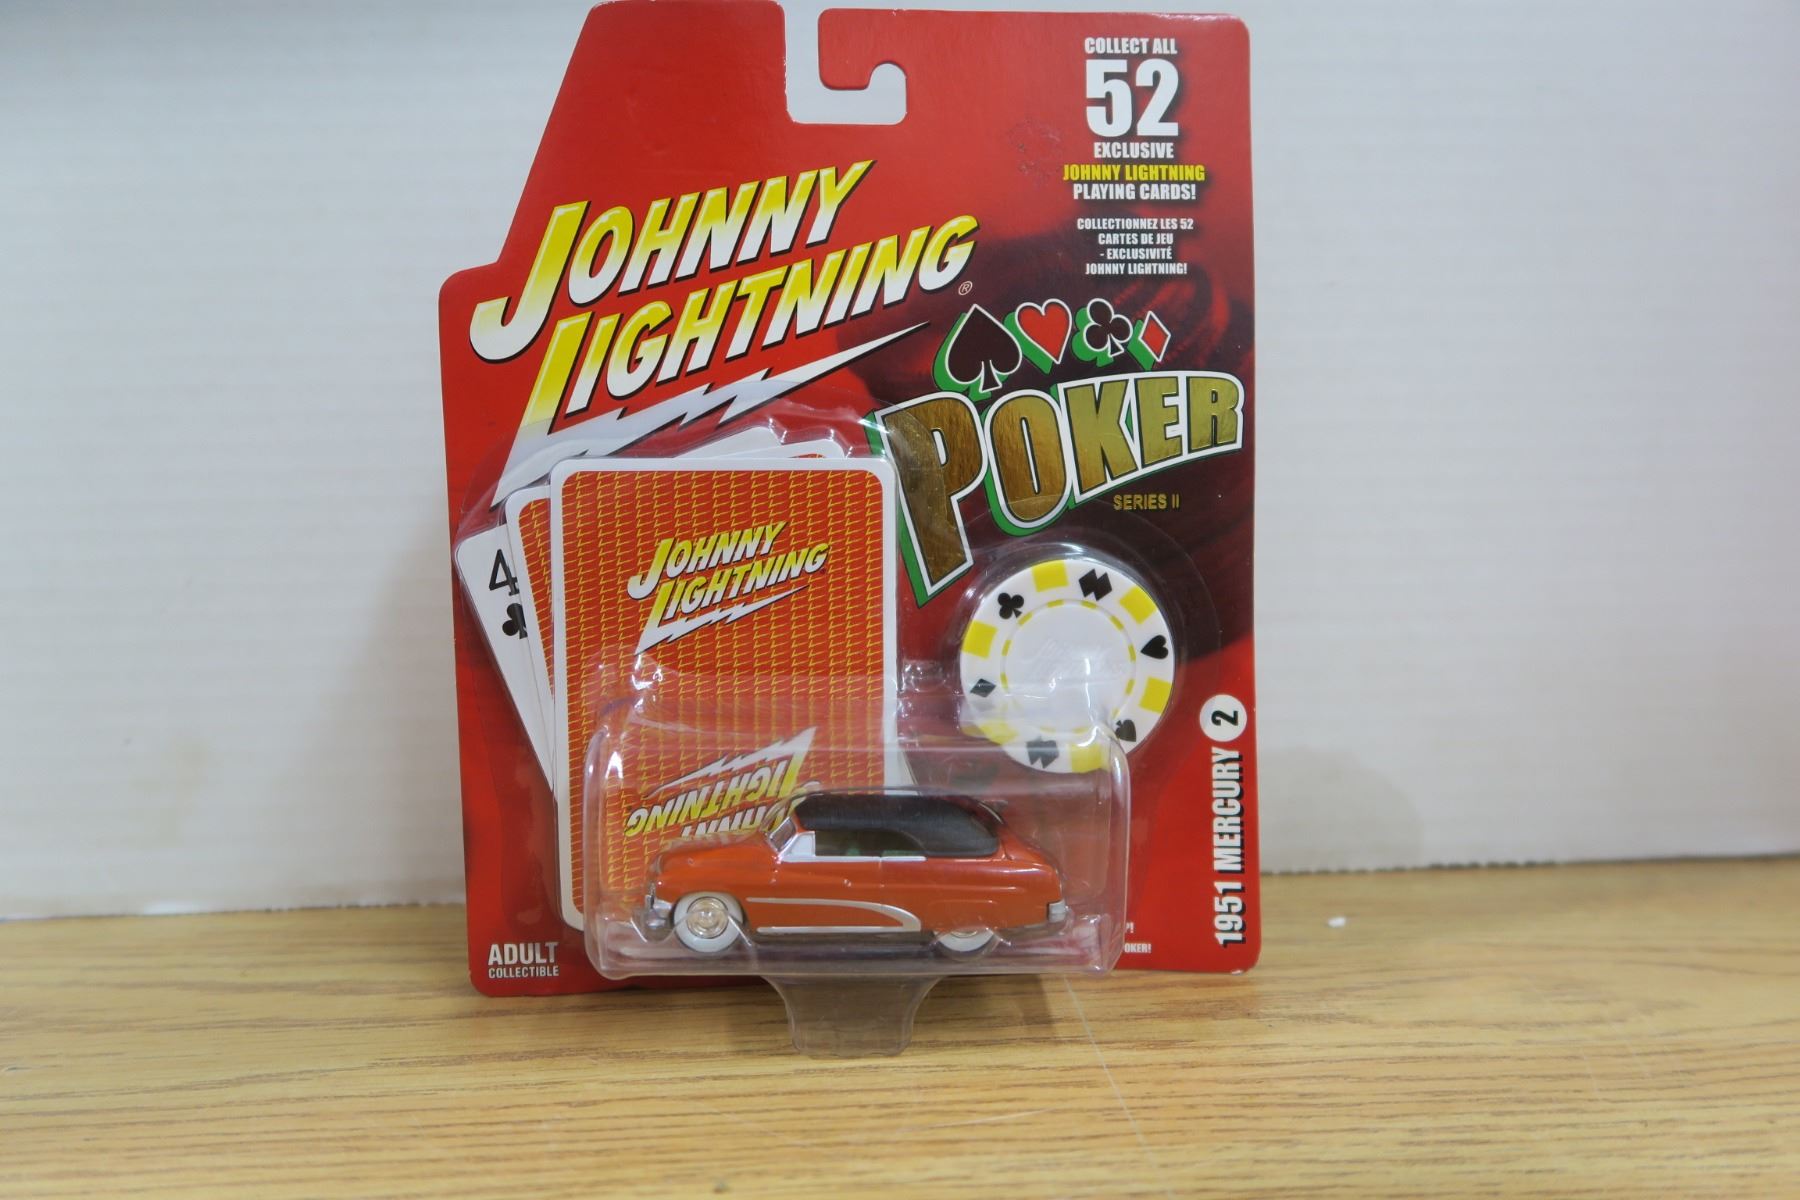 COLLECT ALL
52
EXCLUSIVE
JOHNNY LIGHTNING
PLAYING CARDS!
COLLECTIONNEZ LES 52
CARTES DE JEU
- EXCLUSIVITÉ
JOHNNY LIGHTNING!
JOHNNY
LIGHTNING®
POKER
SERIES II
4
JOHNNY
LIGHTNING
JOHNNY
LIGHTNING
1951 MERCURY 2
ADULT
COLLECTIBLE